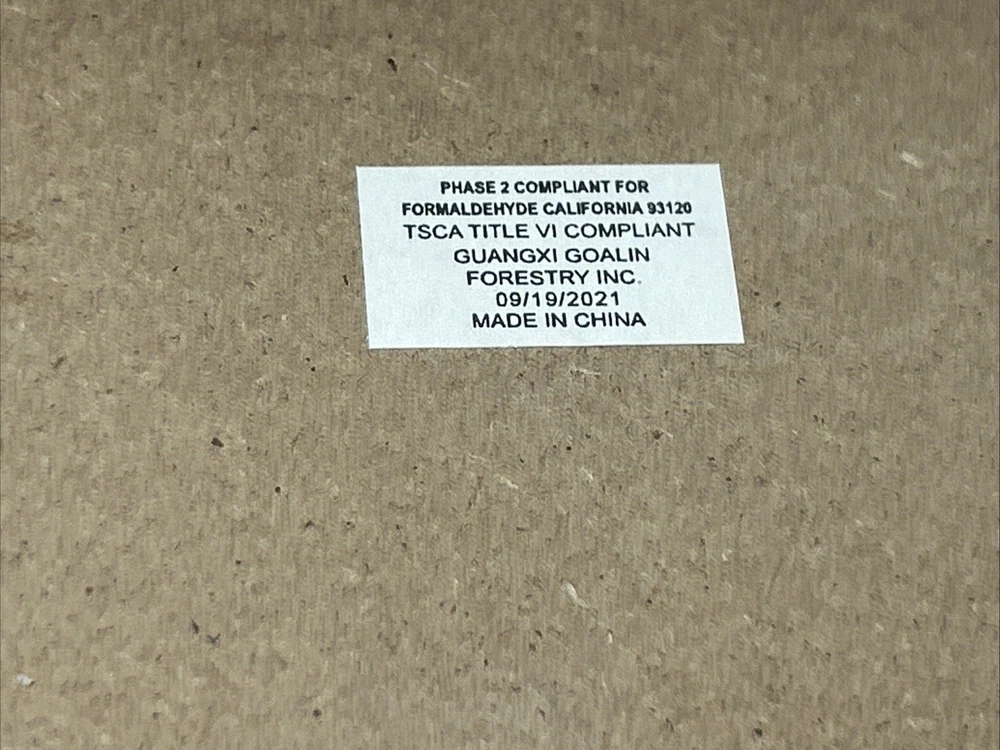 PHASE 2 COMPLIANT FOR
FORMALDEHYDE CALIFORNIA 93120
TSCA TITLE VI COMPLIANT
GUANGXI GOALIN
FORESTRY INC.
09/19/2021
MADE IN CHINA